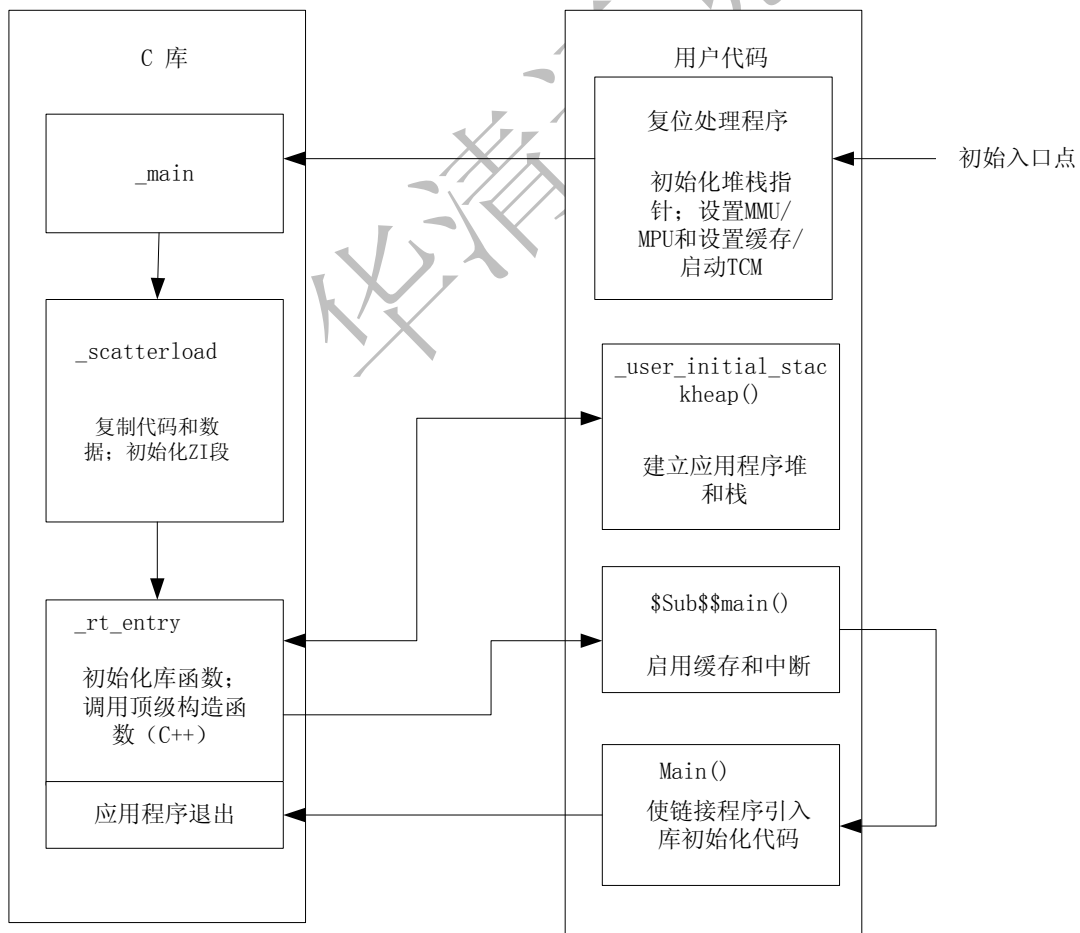 C 库
_main
_scatterload
复制代码和数
据；初始化ZI段
_rt_entry
初始化库函数；
调用顶级构造函
数（C++）
应用程序退出
用户代码
复位处理程序
初始化堆栈指
针；设置MMU/
MPU和设置缓存/
启动TCM
初始入口点
_user_initial_stac
kheap()
建立应用程序堆
和栈
$Sub$$main()
启用缓存和中断
Main()
使链接程序引入
库初始化代码
华清